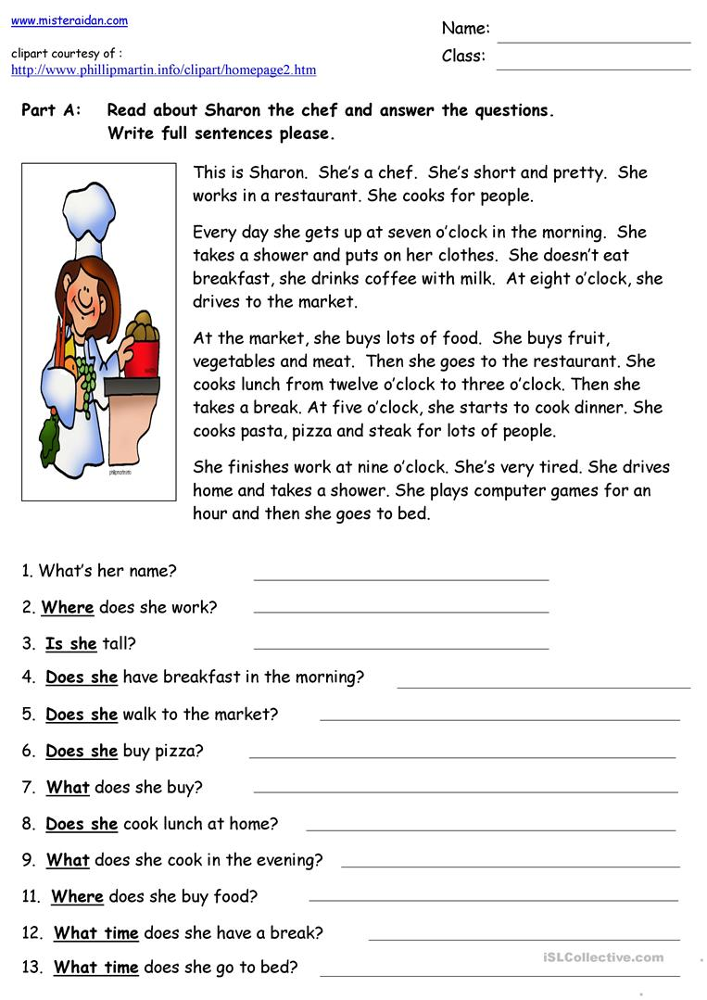 www.misteraidan.com
Name:
clipart courtesy of :
Class:
http://www.phillipmartin.info/clipart/homepage2.htm
Part A: Read about Sharon the chef and answer the questions.
Write full sentences please.
This is Sharon. She's a chef. She's short and pretty. She
works in a restaurant. She cooks for people.
Every day she gets up at seven o'clock in the morning. She
takes a shower and puts on her clothes. She doesn't eat
breakfast, she drinks coffee with milk. At eight o'clock, she
drives to the market.
At the market, she buys lots of food. She buys fruit,
vegetables and meat. Then she goes to the restaurant. She
cooks lunch from twelve o'clock to three o'clock. Then she
takes a break. At five o'clock, she starts to cook dinner. She
cooks pasta, pizza and steak for lots of people.
She finishes work at nine o'clock. She's very tired. She drives
home and takes a shower. She plays computer games for an
hour and then she goes to bed.
1. What's her name?
2. Where does she work?
3. Is she tall?
4. Does she have breakfast in the morning?
5. Does she walk to the market?
6. Does she buy pizza?
7. What does she buy?
8. Does she cook lunch at home?
9. What does she cook in the evening?
11. Where does she buy food?
12. What time does she have a break?
13. What time does she go to bed?
iSLCollective.com